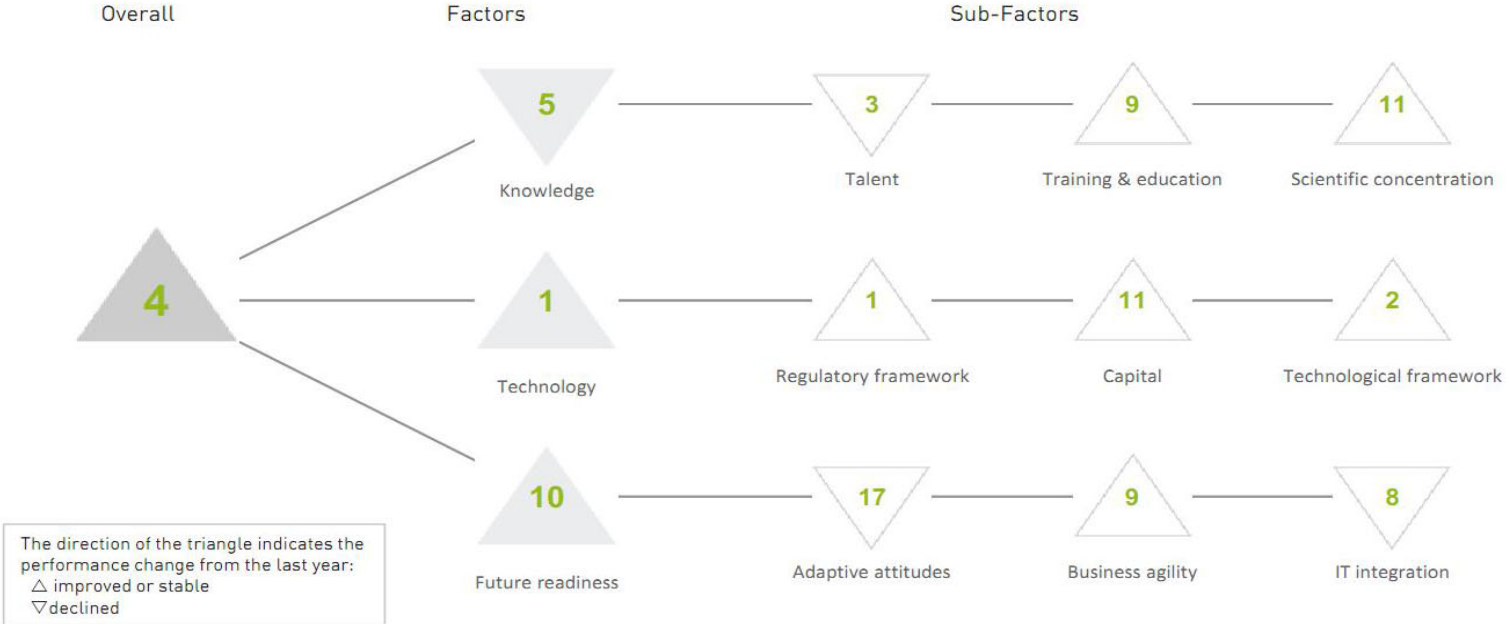 Overall Factors Sub-Factors
5 3 9 11
Knowledge Talent Training & education Scientific concentration
4
1 1 11 2
Technology Regulatory framework Capital Technological framework
10 17 9 8
Future readiness Adaptive attitudes Business agility IT integration
The direction of the triangle indicates the
performance change from the last year:
△ improved or stable
▽ declined